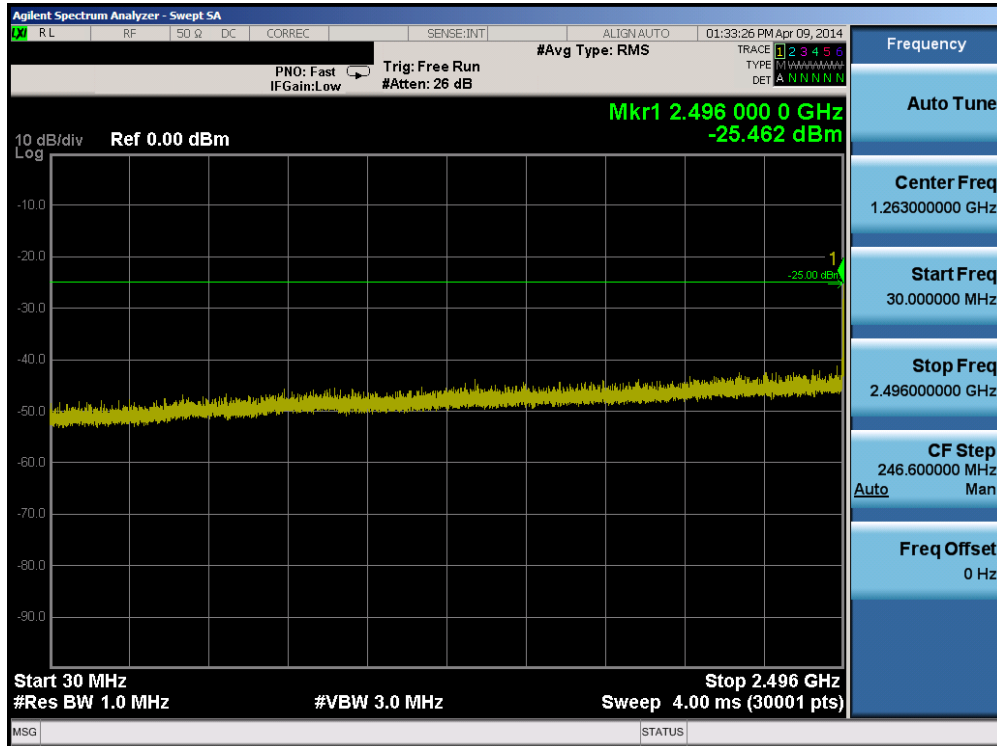 Agilent Spectrum Analyzer - Swept SA
LXI RL RF 50 Ω DC CORREC SENSE:INT ALIGN AUTO 01:33:26 PM Apr 09, 2014
#Avg Type: RMS TRACE 1 2 3 4 5 6
PNO: Fast Trig: Free Run TYPE M
IFGain:Low #Atten: 26 dB DET A N N N N N
Mkr1 2.496 000 0 GHz
-25.462 dBm
10 dB/div Ref 0.00 dBm
Log
-10.0
-20.0
1
-25.00 dBm
-30.0
-40.0
-50.0
-60.0
-70.0
-80.0
-90.0
Start 30 MHz Stop 2.496 GHz
#Res BW 1.0 MHz #VBW 3.0 MHz Sweep 4.00 ms (30001 pts)
MSG STATUS
Frequency
Auto Tune
Center Freq
1.263000000 GHz
Start Freq
30.000000 MHz
Stop Freq
2.496000000 GHz
CF Step
246.600000 MHz
Auto Man
Freq Offset
0 Hz